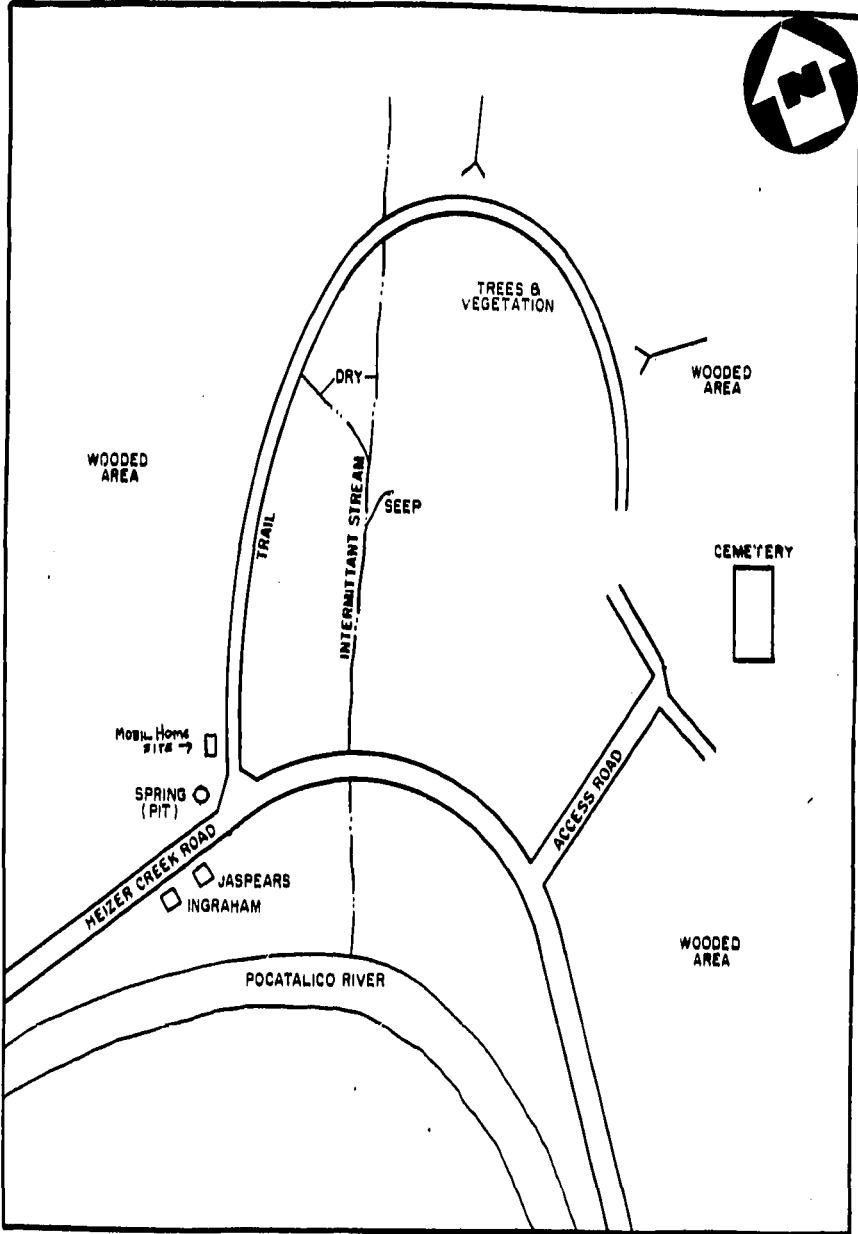 N
TREES &
VEGETATION
WOODED
AREA
DRY
WOODED
AREA
INTERMITTANT STREAM
SEEP
TRAIL
CEMETERY
MOBIL HOME
SITE →
SPRING
(PIT)
ACCESS ROAD
HEIZER CREEK ROAD
JASPEARS
INGRAHAM
WOODED
AREA
POCATALICO RIVER